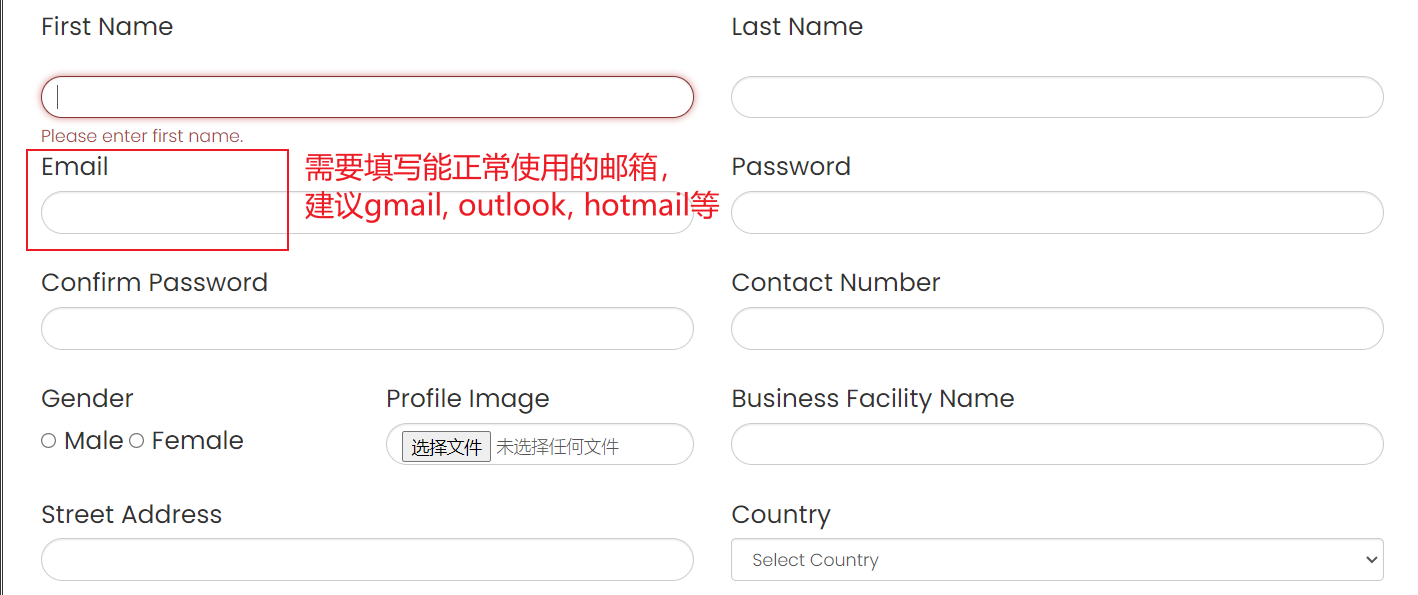 First Name
Last Name
Please enter first name.
Email
需要填写能正常使用的邮箱，
建议gmail, outlook, hotmail等
Password
Confirm Password
Contact Number
Gender
Profile Image
Business Facility Name
Male Female
选择文件 未选择任何文件
Street Address
Country
Select Country